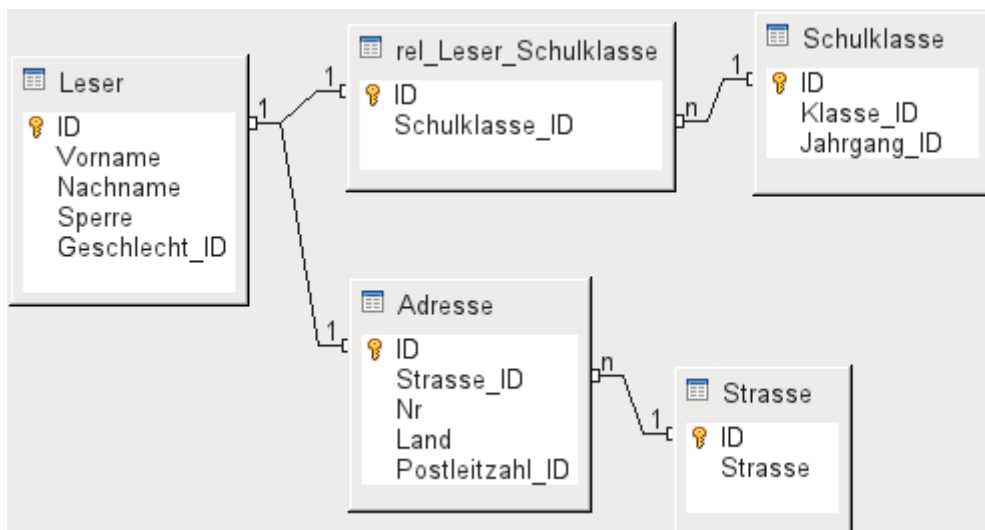 Leser
ID
Vorname
Nachname
Sperre
Geschlecht_ID
1
1
rel_Leser_Schulklasse
ID
Schulklasse_ID
n
1
Schulklasse
ID
Klasse_ID
Jahrgang_ID
1
Adresse
ID
Strasse_ID
Nr
Land
Postleitzahl_ID
n
1
Strasse
ID
Strasse